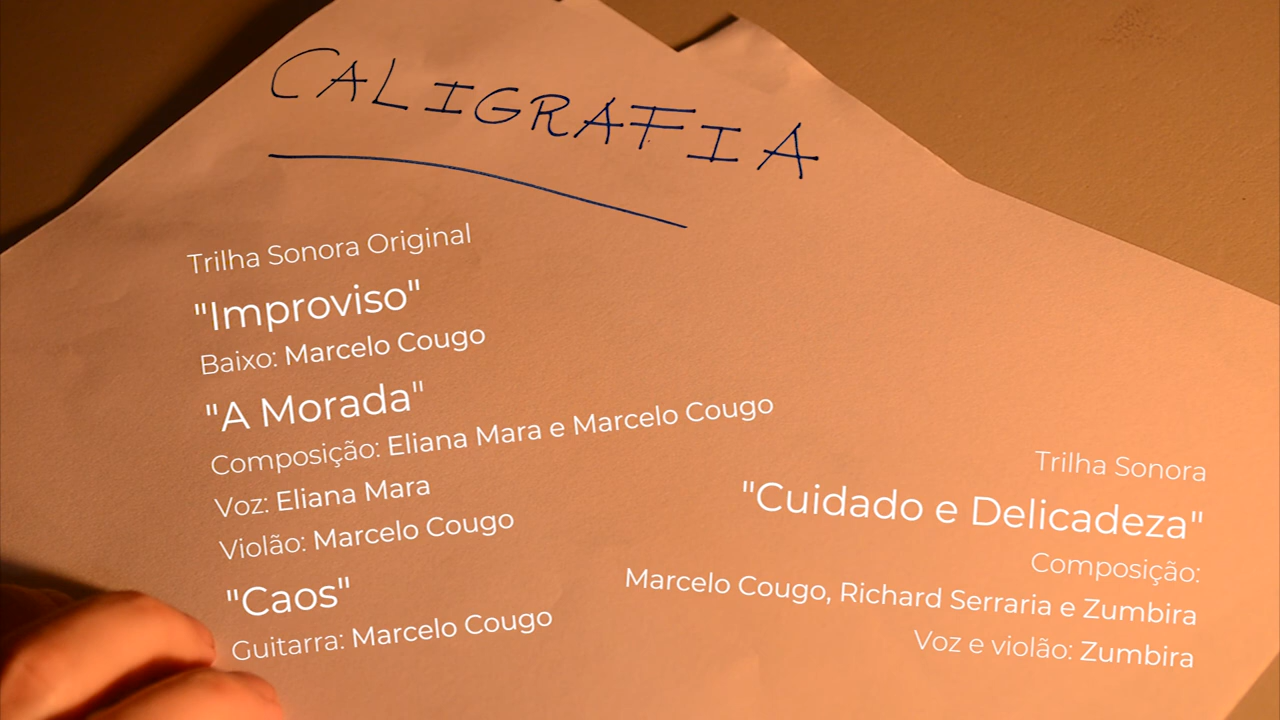 CALIGRAFIA
Trilha Sonora Original
"Improviso"
Baixo: Marcelo Cougo
"A Morada"
Composição: Eliana Mara e Marcelo Cougo
Voz: Eliana Mara
Violão: Marcelo Cougo
"Caos"
Guitarra: Marcelo Cougo
Trilha Sonora
"Cuidado e Delicadeza"
Composição:
Marcelo Cougo, Richard Serraria e Zumbira
Voz e violão: Zumbira